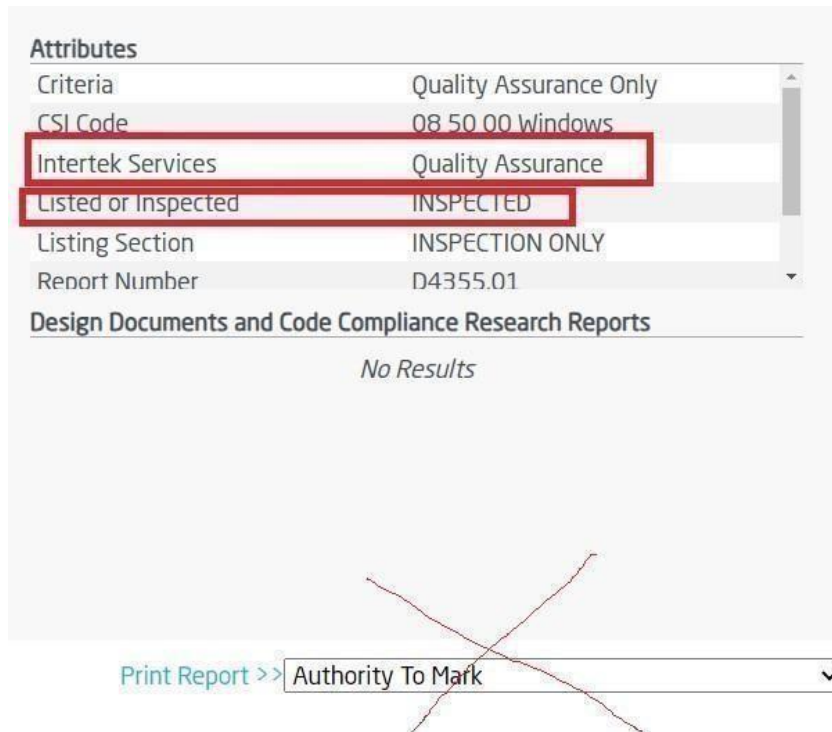 Attributes
Criteria Quality Assurance Only
CSI Code 08 50 00 Windows
Intertek Services Quality Assurance
Listed or Inspected INSPECTED
Listing Section INSPECTION ONLY
Report Number D4355.01
Design Documents and Code Compliance Research Reports
No Results
Print Report >> Authority To Mark